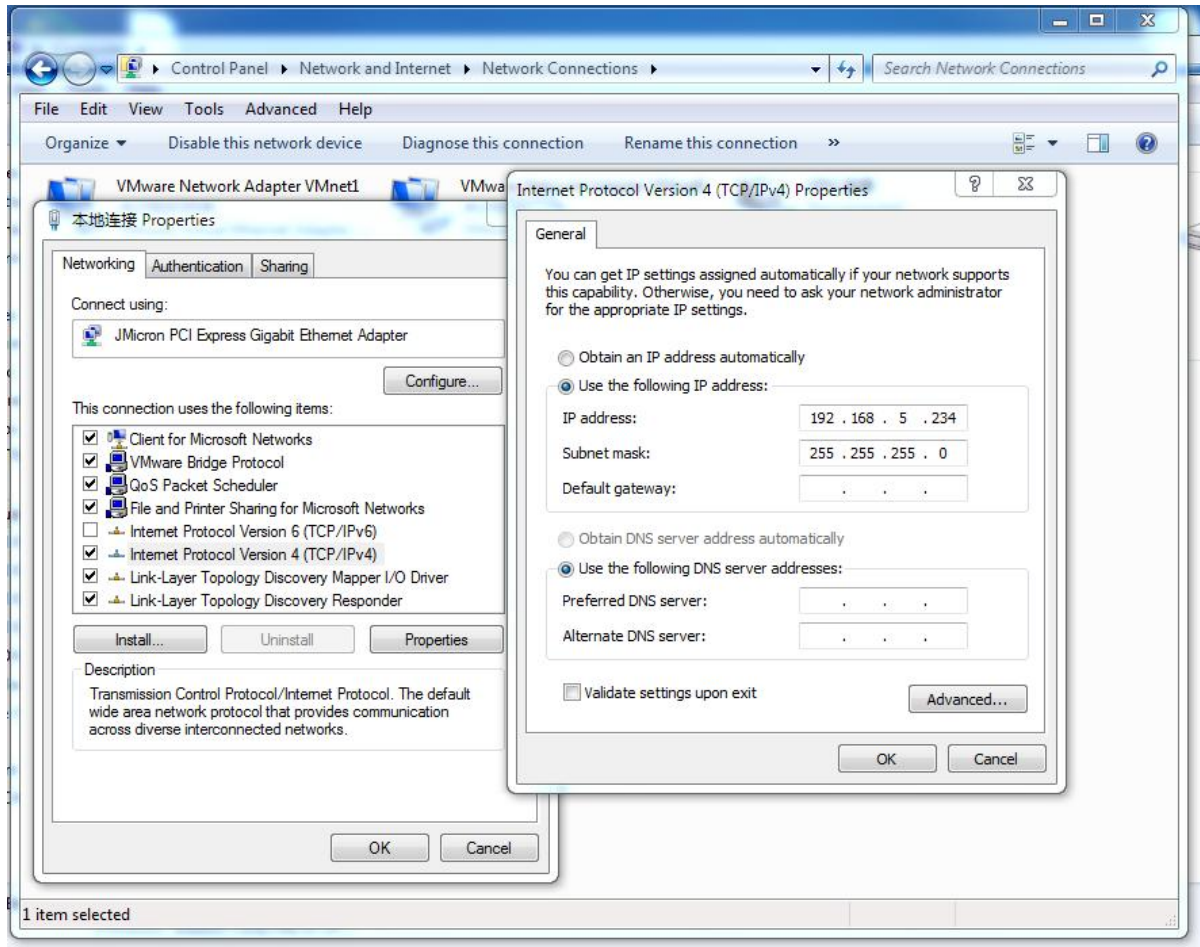 Control Panel ▸ Network and Internet ▸ Network Connections ▸
Search Network Connections
File Edit View Tools Advanced Help
Organize Disable this network device Diagnose this connection Rename this connection »
VMware Network Adapter VMnet1
本地连接 Properties
Networking Authentication Sharing
Connect using:
JMicron PCI Express Gigabit Ethernet Adapter
Configure...
This connection uses the following items:
Client for Microsoft Networks
VMware Bridge Protocol
QoS Packet Scheduler
File and Printer Sharing for Microsoft Networks
Internet Protocol Version 6 (TCP/IPv6)
Internet Protocol Version 4 (TCP/IPv4)
Link-Layer Topology Discovery Mapper I/O Driver
Link-Layer Topology Discovery Responder
Install... Uninstall Properties
Description
Transmission Control Protocol/Internet Protocol. The default
wide area network protocol that provides communication
across diverse interconnected networks.
OK Cancel
Internet Protocol Version 4 (TCP/IPv4) Properties
General
You can get IP settings assigned automatically if your network supports
this capability. Otherwise, you need to ask your network administrator
for the appropriate IP settings.
Obtain an IP address automatically
Use the following IP address:
IP address: 192 . 168 . 5 . 234
Subnet mask: 255 . 255 . 255 . 0
Default gateway: . . .
Obtain DNS server address automatically
Use the following DNS server addresses:
Preferred DNS server: . . .
Alternate DNS server: . . .
Validate settings upon exit
Advanced...
OK Cancel
1 item selected